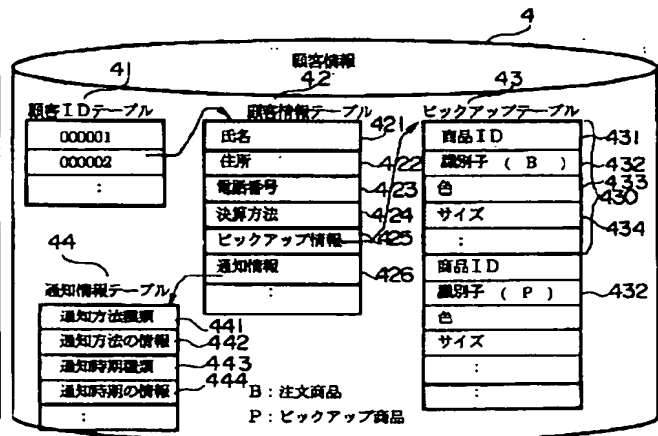 4
顧客情報
41
42
43
顧客IDテーブル
000001
000002
:
顧客情報テーブル
氏名
421
住所
422
電話番号
423
決算方法
424
ピックアップ情報
425
通知情報
426
:
ピックアップテーブル
商品ID
431
識別子 ( B )
432
色
433
430
サイズ
434
:
商品ID
識別子 ( P )
432
色
サイズ
:
:
44
通知情報テーブル
通知方法種類
441
通知方法の情報
442
通知時期種類
443
通知時期の情報
444
:
B:注文商品
P:ピックアップ商品